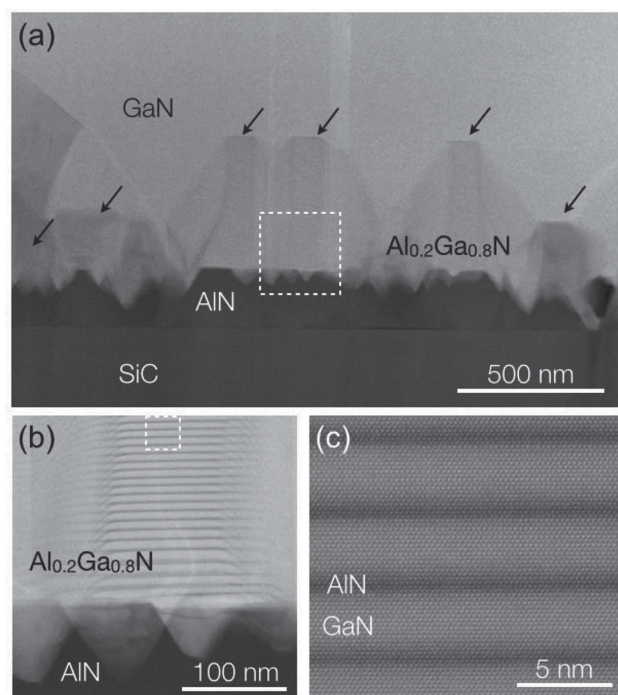 (a)
GaN
Al0.2Ga0.8N
AlN
SiC
500 nm
(b)
Al0.2Ga0.8N
AlN
100 nm
(c)
AlN
GaN
5 nm